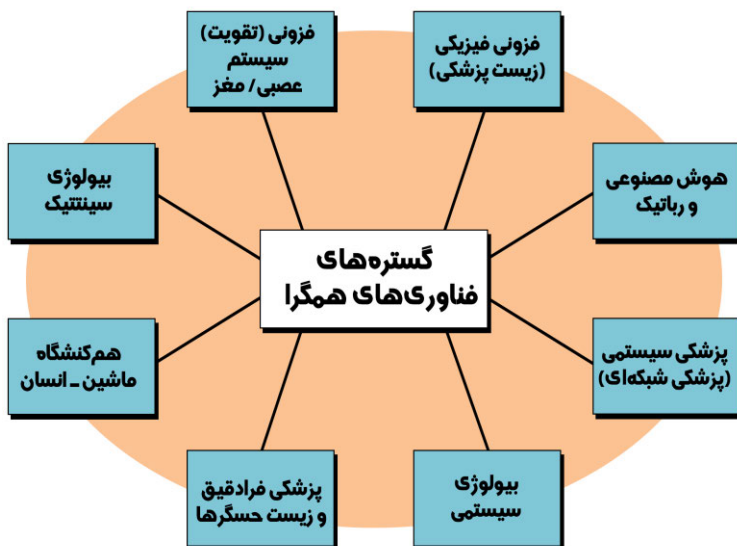 گستره‌های
فناوری‌های همگرا
فزونی فیزیکی
(زیست پزشکی)
هوش مصنوعی
و رباتیک
پزشکی سیستمی
(پزشکی شبکه‌ای)
بیولوژی
سیستمی
پزشکی فرادقیق
و زیست حسگرها
هم‌کنشگاه
ماشین ـ انسان
بیولوژی
سینتتیک
فزونی (تقویت)
سیستم
عصبی/ مغز